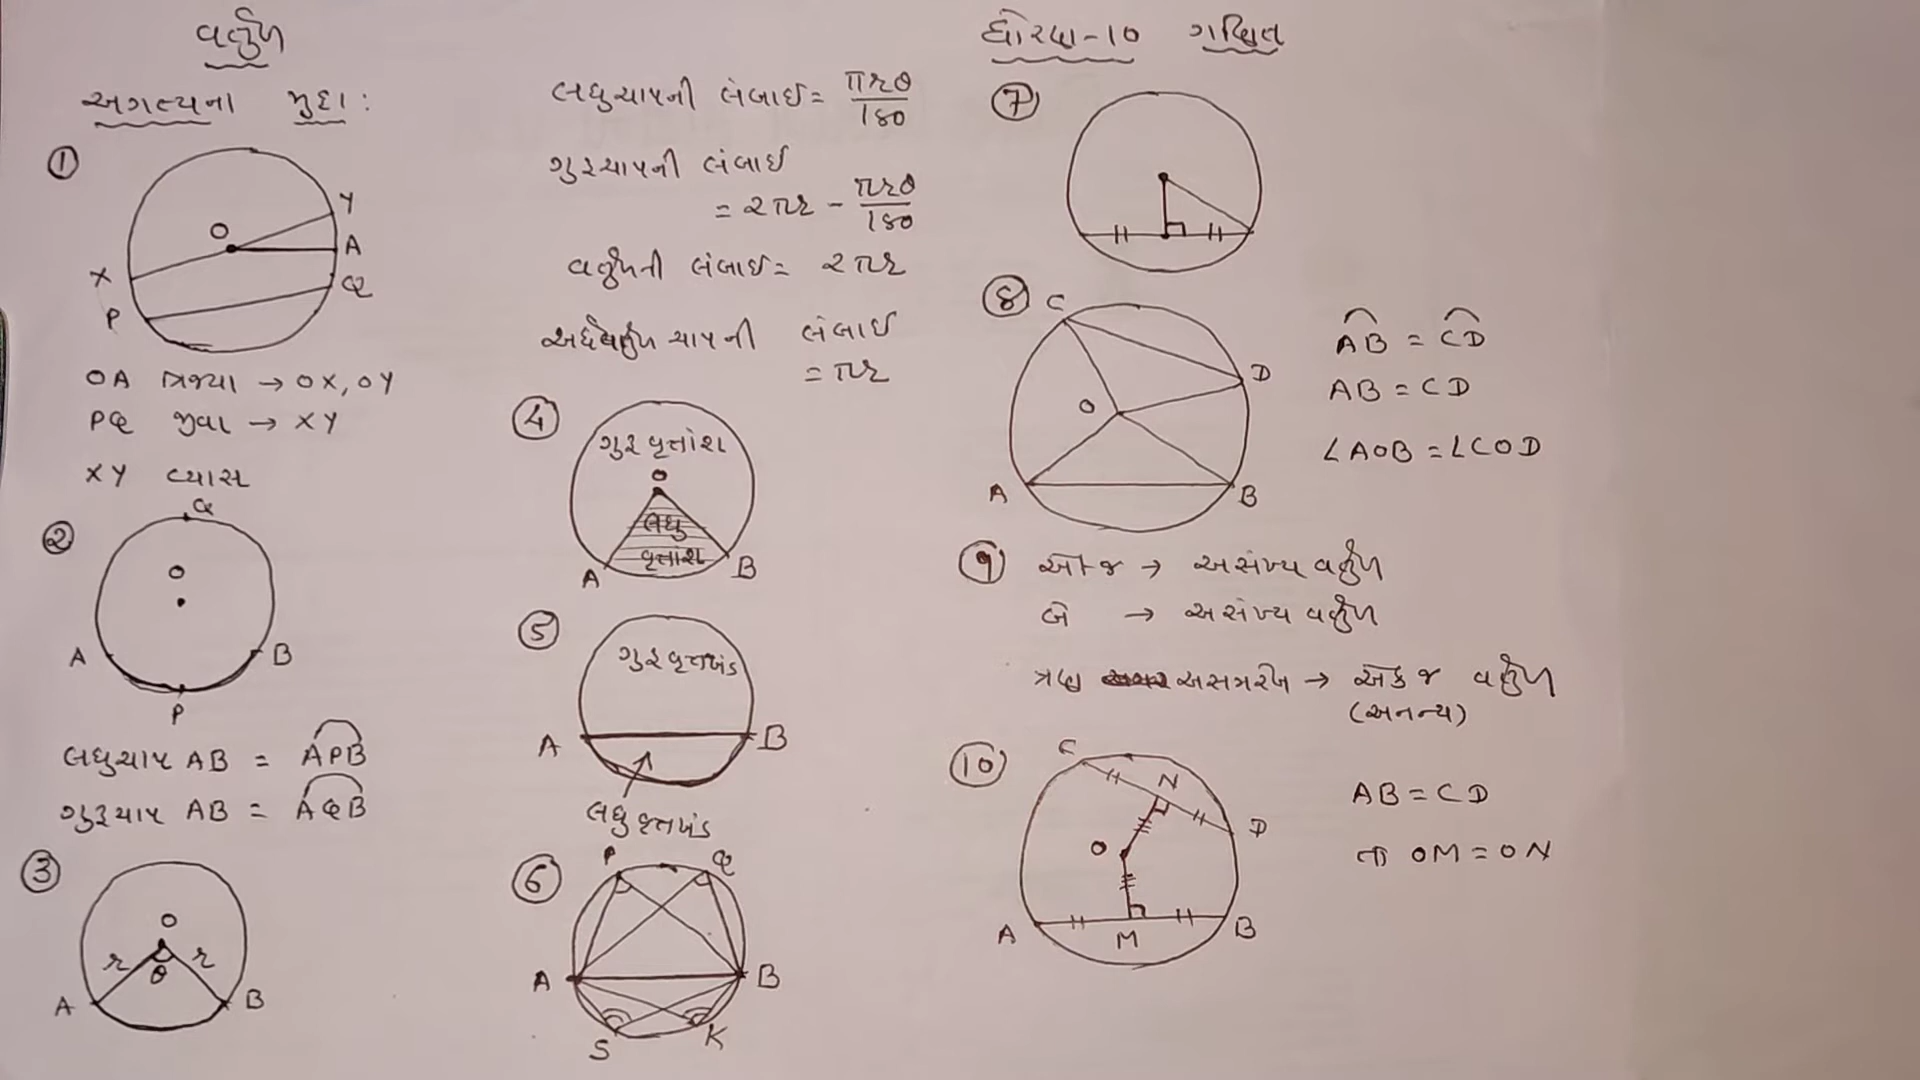 વર્તુળ
ધોરણ-10 ગણિત
અગત્યના મુદ્દા :
①
O
Y
A
X
Q
P
OA ત્રિજ્યા → OX, OY
PQ જીવા → XY
XY વ્યાસ
②
Q
O
A
B
P
લઘુચાપ AB = APB
ગુરુચાપ AB = AQB
③
O
r θ r
A
B
લઘુચાપની લંબાઈ = πrθ
180
ગુરુચાપની લંબાઈ
= 2πr - πrθ
180
વર્તુળની લંબાઈ = 2πr
અર્ધવર્તુળ ચાપની લંબાઈ
= πr
④
ગુરુ વૃત્તાંશ
O
લઘુ
વૃત્તાંશ
A
B
⑤
ગુરુ વૃત્તખંડ
A
B
લઘુ વૃત્તખંડ
⑥
P
Q
A
B
S
K
⑦
⑧
C
D
O
A
B
AB = CD
AB = CD
∠AOB = ∠COD
⑨
→ અસંખ્ય વર્તુળ
બે → અસંખ્ય વર્તુળ
ત્રણ અસમરેખ → એક જ વર્તુળ
(અનન્ય)
⑩
C
N
D
O
A
M
B
AB = CD
તો OM = ON